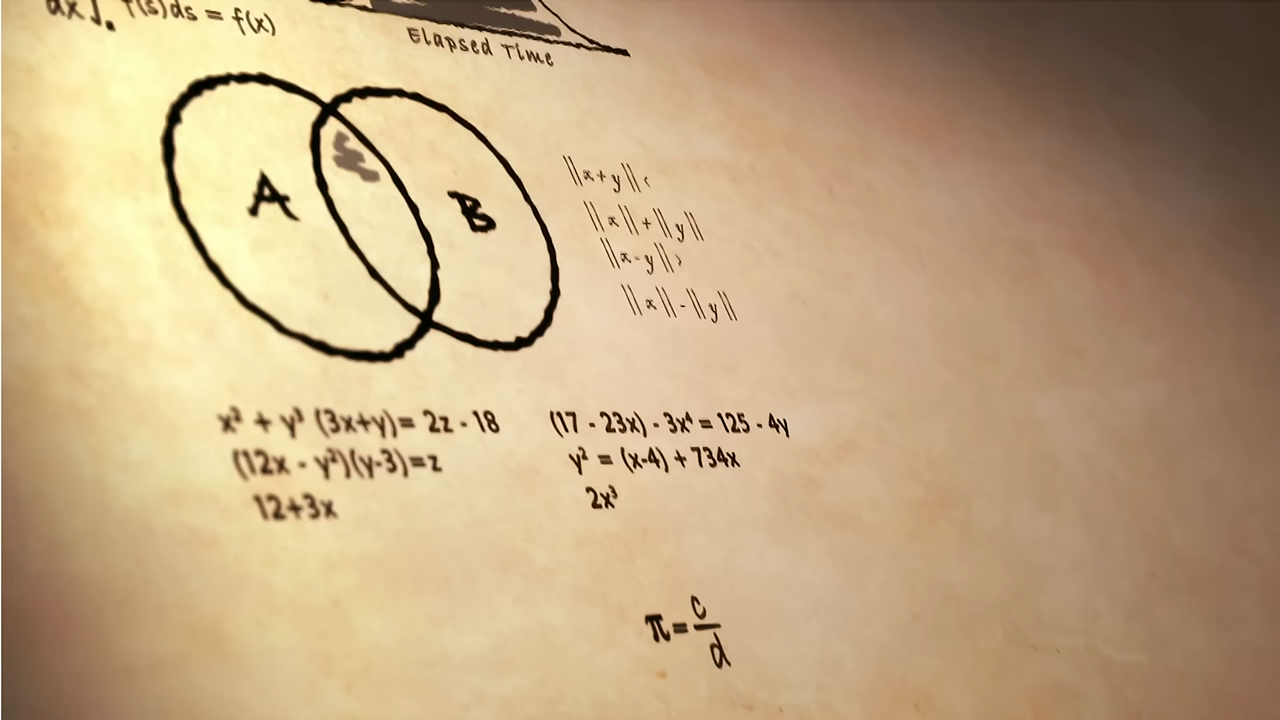 dx ∫ f(s)ds = f(x)
Elapsed Time
A
B
||x+y||<
||x||+||y||
||x-y||>
||x||-||y||
x² + y³ (3x+y)= 2z - 18
(12x - y²)(y-3)=z
12+3x
(17 - 23x) - 3x⁴ = 125 - 4y
y² = (x-4) + 734x
2x³
π = c
d